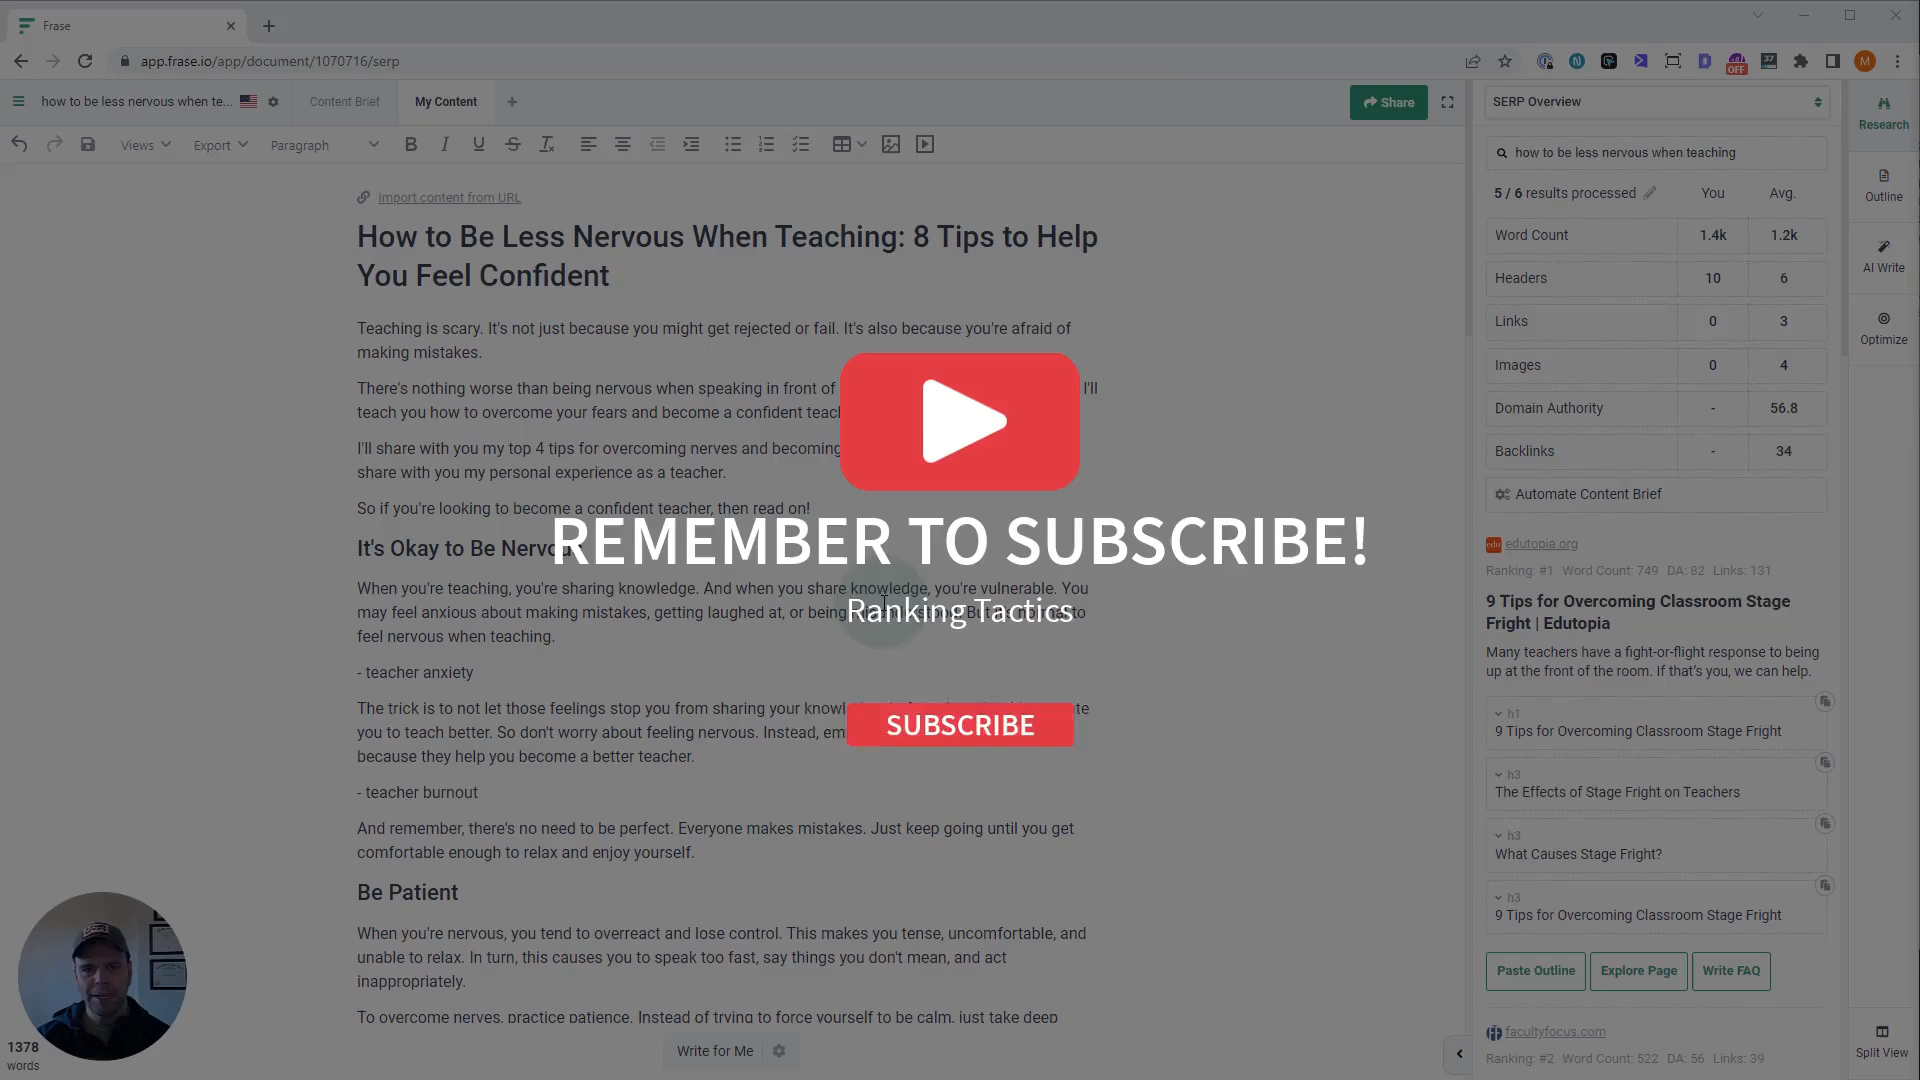 Frase
app.frase.io/app/document/1070716/serp
OFF
37
M
how to be less nervous when te...
Content Brief
My Content
Share
SERP Overview
Research
Views
Export
Paragraph
B I U S
how to be less nervous when teaching
5 / 6 results processed You Avg.
Outline
Word Count 1.4k 1.2k
Headers 10 6
AI Write
Links 0 3
Optimize
Images 0 4
Domain Authority - 56.8
Backlinks - 34
Automate Content Brief
Import content from URL
How to Be Less Nervous When Teaching: 8 Tips to Help
You Feel Confident
Teaching is scary. It's not just because you might get rejected or fail. It's also because you're afraid of
making mistakes.
There's nothing worse than being nervous when speaking in front of I'll
teach you how to overcome your fears and become a confident
I'll share with you my top 4 tips for overcoming nerves and becoming
share with you my personal experience as a teacher.
So if you're looking to become a confident teacher, then read on!
REMEMBER TO SUBSCRIBE!
It's Okay to Be
When you're teaching, you're sharing knowledge. And when you share knowledge, you're vulnerable. You
may feel anxious about making mistakes, getting laughed at, or being to
Ranking Tactics
feel nervous when teaching.
- teacher anxiety
The trick is to not let those feelings stop you from sharing your
SUBSCRIBE
you to teach better. So don't worry about feeling nervous. Instead,
because they help you become a better teacher.
- teacher burnout
And remember, there's no need to be perfect. Everyone makes mistakes. Just keep going until you get
comfortable enough to relax and enjoy yourself.
Be Patient
When you're nervous, you tend to overreact and lose control. This makes you tense, uncomfortable, and
unable to relax. In turn, this causes you to speak too fast, say things you don't mean, and act
inappropriately.
To overcome nerves, practice patience. Instead of trying to force yourself to be calm, just take deep
edutopia.org
Ranking: #1 Word Count: 749 DA: 82 Links: 131
9 Tips for Overcoming Classroom Stage
Fright | Edutopia
Many teachers have a fight-or-flight response to being
up at the front of the room. If that's you, we can help.
h1
9 Tips for Overcoming Classroom Stage Fright
h3
The Effects of Stage Fright on Teachers
h3
What Causes Stage Fright?
h3
9 Tips for Overcoming Classroom Stage Fright
Paste Outline
Explore Page
Write FAQ
facultyfocus.com
Ranking: #2 Word Count: 522 DA: 56 Links: 39
Split View
1378
words
Write for Me